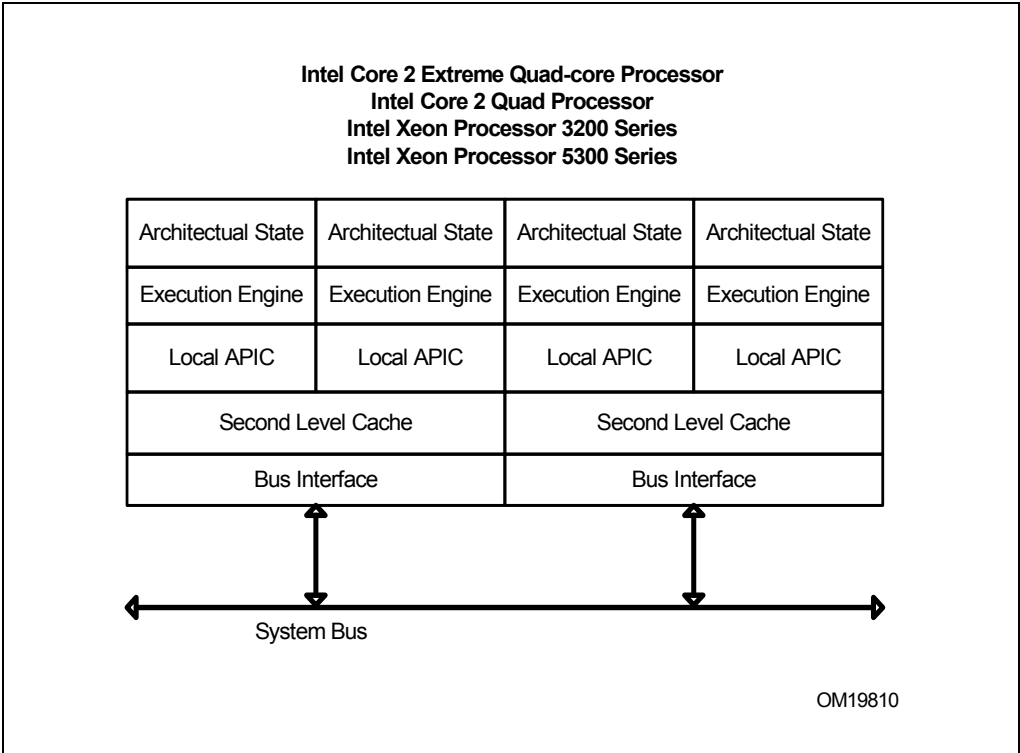 Intel Core 2 Extreme Quad-core Processor
Intel Core 2 Quad Processor
Intel Xeon Processor 3200 Series
Intel Xeon Processor 5300 Series
Architectual State Architectual State Architectual State Architectual State
Execution Engine Execution Engine Execution Engine Execution Engine
Local APIC Local APIC Local APIC Local APIC
Second Level Cache Second Level Cache
Bus Interface Bus Interface
System Bus
OM19810